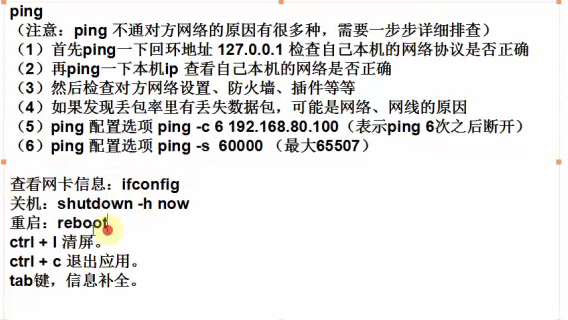 ping
（注意：ping 不通对方网络的原因有很多种，需要一步步详细排查）
（1）首先ping一下回环地址 127.0.0.1 检查自己本机的网络协议是否正确
（2）再ping一下本机ip 查看自己本机的网络是否正确
（3）然后检查对方网络设置、防火墙、插件等等
（4）如果发现丢包率里有丢失数据包，可能是网络、网线的原因
（5）ping 配置选项 ping -c 6 192.168.80.100（表示ping 6次之后断开）
（6）ping 配置选项 ping -s 60000 （最大65507）
查看网卡信息：ifconfig
关机：shutdown -h now
重启：reboot
ctrl + l 清屏。
ctrl + c 退出应用。
tab键，信息补全。